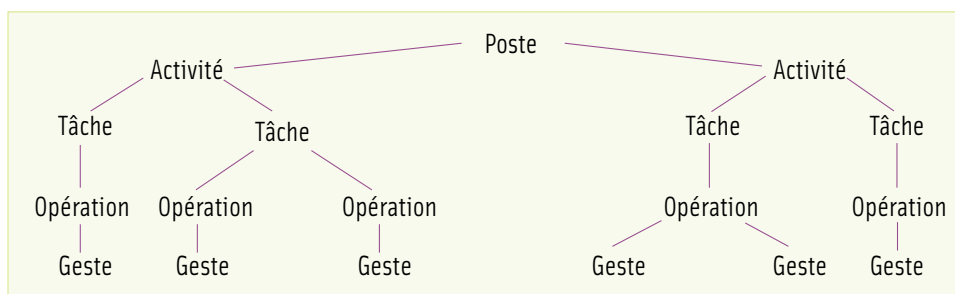 Poste
Activité Activité
Tâche Tâche Tâche Tâche
Opération Opération Opération Opération Opération
Geste Geste Geste Geste Geste Geste